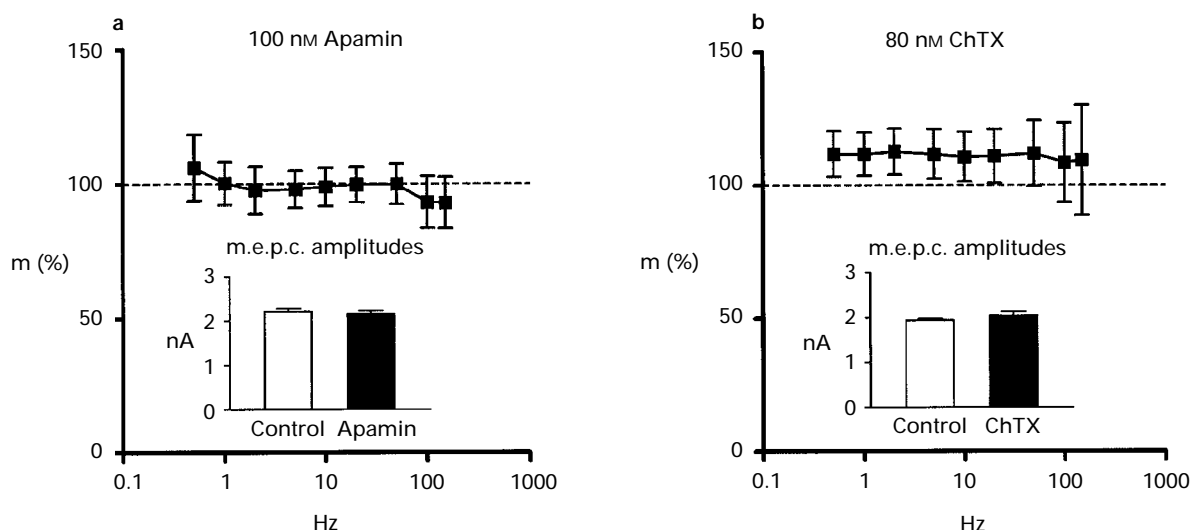 a
100 nM Apamin
150
100
m (%)
50
0
m.e.p.c. amplitudes
3
2
nA
1
0
Control Apamin
0.1 1 10 100 1000
Hz
b
80 nM ChTX
150
100
m (%)
50
0
m.e.p.c. amplitudes
3
2
nA
1
0
Control ChTX
0.1 1 10 100 1000
Hz